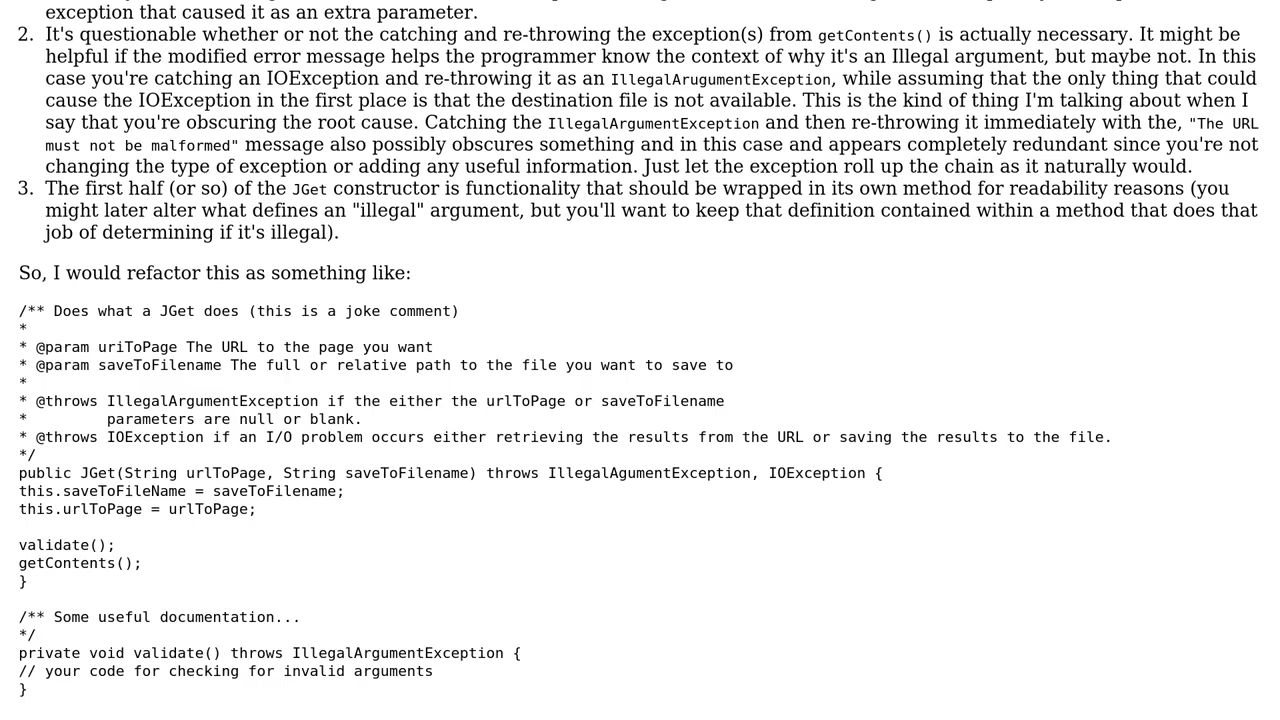 exception that caused it as an extra parameter.
2. It's questionable whether or not the catching and re-throwing the exception(s) from getContents() is actually necessary. It might be
helpful if the modified error message helps the programmer know the context of why it's an Illegal argument, but maybe not. In this
case you're catching an IOException and re-throwing it as an IllegalArugumentException, while assuming that the only thing that could
cause the IOException in the first place is that the destination file is not available. This is the kind of thing I'm talking about when I
say that you're obscuring the root cause. Catching the IllegalArgumentException and then re-throwing it immediately with the, "The URL
must not be malformed" message also possibly obscures something and in this case and appears completely redundant since you're not
changing the type of exception or adding any useful information. Just let the exception roll up the chain as it naturally would.
3. The first half (or so) of the JGet constructor is functionality that should be wrapped in its own method for readability reasons (you
might later alter what defines an "illegal" argument, but you'll want to keep that definition contained within a method that does that
job of determining if it's illegal).
So, I would refactor this as something like:
/** Does what a JGet does (this is a joke comment)
*
* @param uriToPage The URL to the page you want
* @param saveToFilename The full or relative path to the file you want to save to
*
* @throws IllegalArgumentException if the either the urlToPage or saveToFilename
*         parameters are null or blank.
* @throws IOException if an I/O problem occurs either retrieving the results from the URL or saving the results to the file.
*/
public JGet(String urlToPage, String saveToFilename) throws IllegalAgumentException, IOException {
this.saveToFileName = saveToFilename;
this.urlToPage = urlToPage;
validate();
getContents();
}
/** Some useful documentation...
*/
private void validate() throws IllegalArgumentException {
// your code for checking for invalid arguments
}